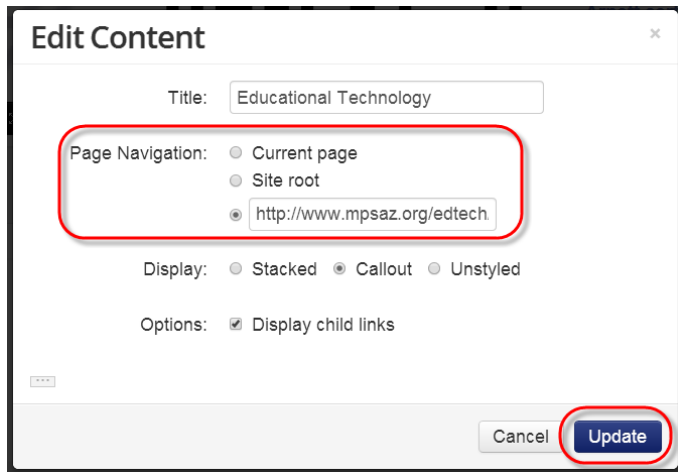 Edit Content
×
Title: Educational Technology
Page Navigation: Current page
Site root
http://www.mpsaz.org/edtech.
Display: Stacked Callout Unstyled
Options: Display child links
Cancel Update